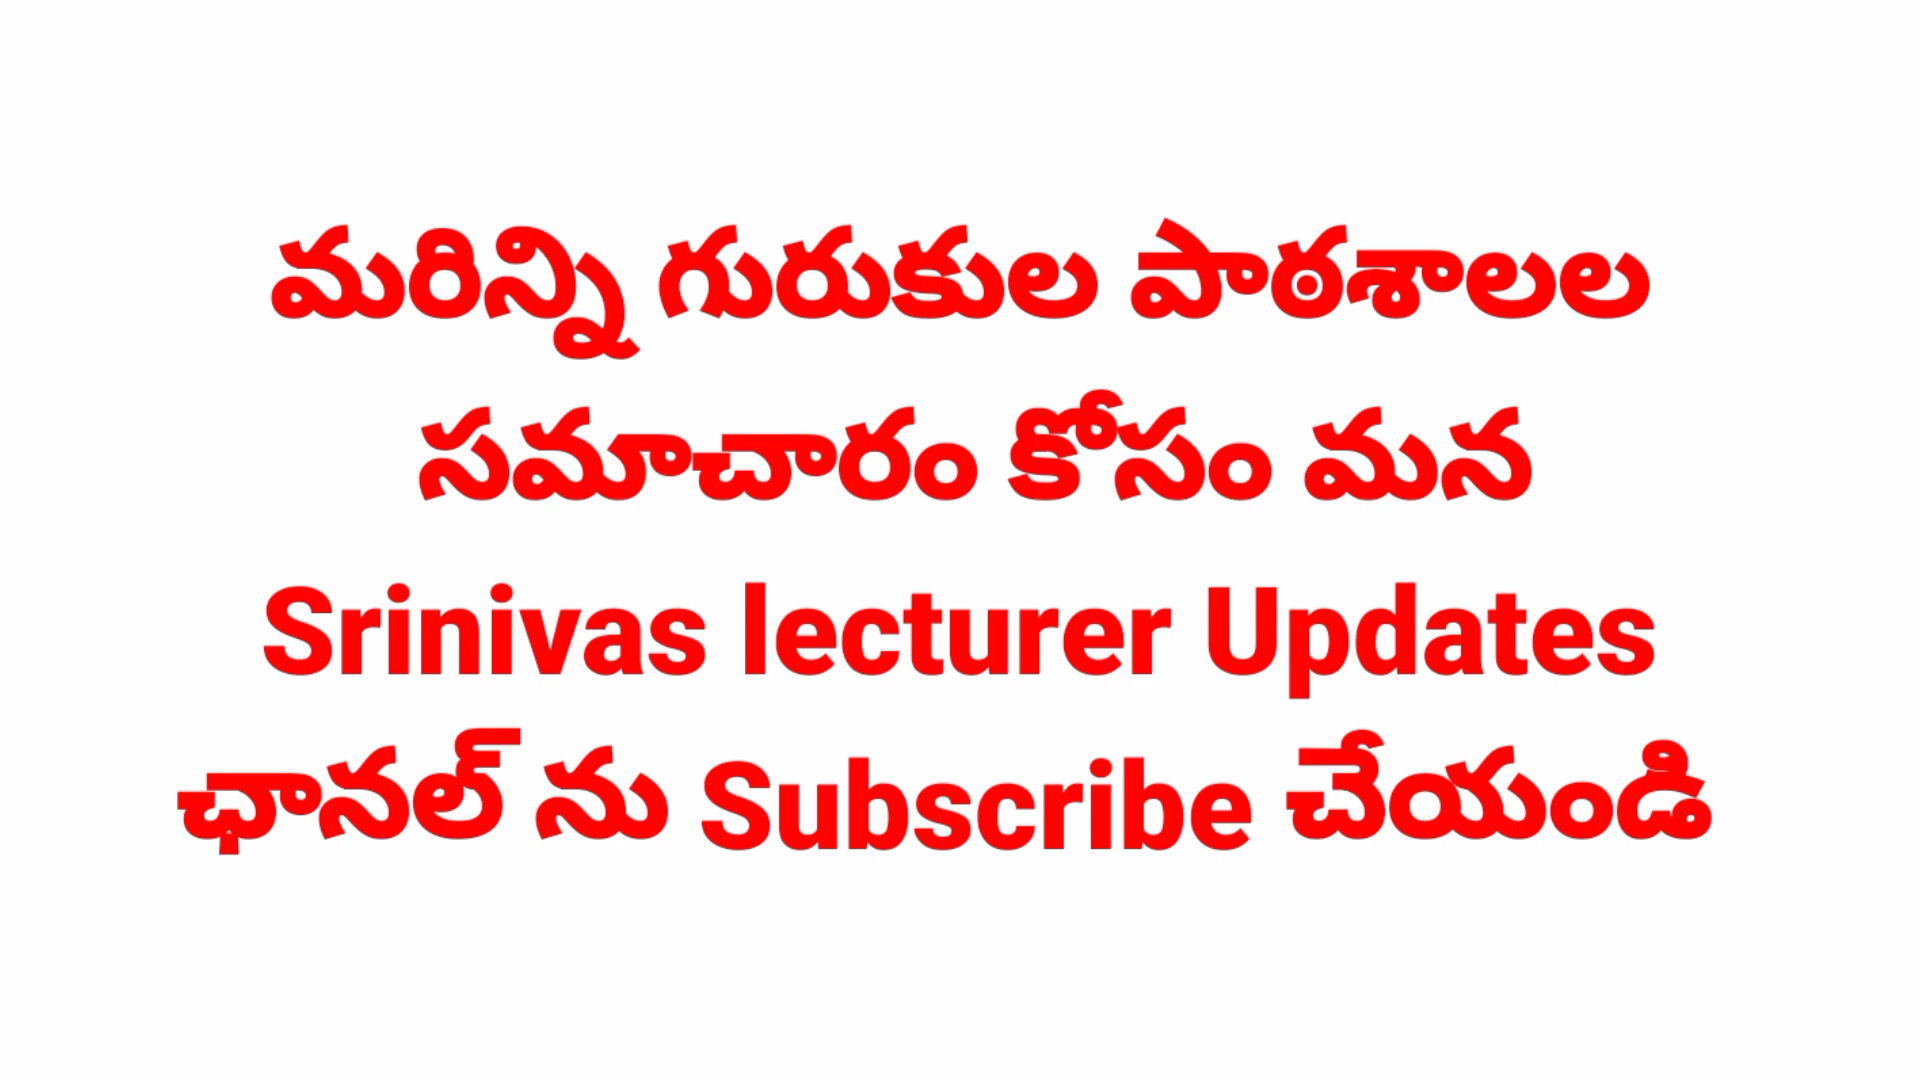 మరిన్ని గురుకుల పాఠశాలల
సమాచారం కోసం మన
Srinivas lecturer Updates
ఛానల్ ను Subscribe చేయండి